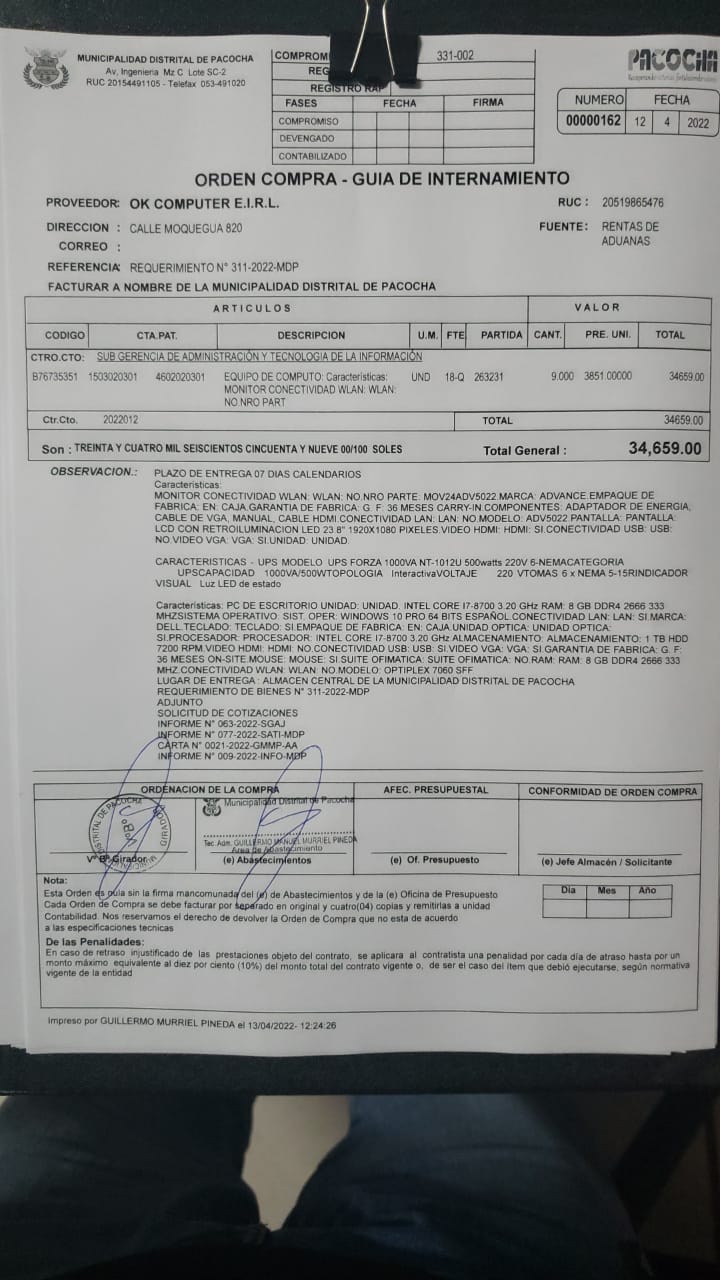 MUNICIPALIDAD DISTRITAL DE PACOCHA
Av, Ingenieria Mz C Lote SC-2
RUC 20154491105 - Telefax 053-491020
COMPROM 331-002
REG
REGISTRO RAP
FASES FECHA FIRMA
COMPROMISO
DEVENGADO
CONTABILIZADO
PACOCHA
NUMERO FECHA
00000162 12 4 2022
ORDEN COMPRA - GUIA DE INTERNAMIENTO
PROVEEDOR: OK COMPUTER E.I.R.L. RUC : 20519865476
DIRECCION : CALLE MOQUEGUA 820 FUENTE: RENTAS DE ADUANAS
CORREO :
REFERENCIA: REQUERIMIENTO N° 311-2022-MDP
FACTURAR A NOMBRE DE LA MUNICIPALIDAD DISTRITAL DE PACOCHA
ARTICULOS VALOR
CODIGO CTA.PAT. DESCRIPCION U.M. FTE PARTIDA CANT. PRE. UNI. TOTAL
CTRO.CTO: SUB GERENCIA DE ADMINISTRACIÓN Y TECNOLOGIA DE LA INFORMACIÓN
B76735351 1503020301 4602020301 EQUIPO DE COMPUTO: Características: UND 18-Q 263231 9.000 3851.00000 34659.00
MONITOR CONECTIVIDAD WLAN: WLAN:
NO.NRO PART
Ctr.Cto. 2022012 TOTAL 34659.00
Son : TREINTA Y CUATRO MIL SEISCIENTOS CINCUENTA Y NUEVE 00/100 SOLES Total General : 34,659.00
OBSERVACION.: PLAZO DE ENTREGA 07 DIAS CALENDARIOS
Características:
MONITOR CONECTIVIDAD WLAN: WLAN: NO.NRO PARTE: MOV24ADV5022.MARCA: ADVANCE.EMPAQUE DE
FABRICA: EN: CAJA.GARANTIA DE FABRICA: G. F: 36 MESES CARRY-IN.COMPONENTES: ADAPTADOR DE ENERGIA,
CABLE DE VGA, MANUAL, CABLE HDMI.CONECTIVIDAD LAN: LAN: NO.MODELO: ADV5022.PANTALLA: PANTALLA:
LCD CON RETROILUMINACION LED 23.8" 1920X1080 PIXELES.VIDEO HDMI: HDMI: SI.CONECTIVIDAD USB: USB:
NO.VIDEO VGA: VGA: SI.UNIDAD: UNIDAD.
CARACTERISTICAS - UPS MODELO UPS FORZA 1000VA NT-1012U 500watts 220V 6-NEMACATEGORIA
UPSCAPACIDAD 1000VA/500WTOPOLOGIA InteractivaVOLTAJE 220 VTOMAS 6 x NEMA 5-15RINDICADOR
VISUAL Luz LED de estado
Características: PC DE ESCRITORIO UNIDAD: UNIDAD. INTEL CORE I7-8700 3.20 GHz RAM: 8 GB DDR4 2666 333
MHZSISTEMA OPERATIVO: SIST. OPER: WINDOWS 10 PRO 64 BITS ESPAÑOL.CONECTIVIDAD LAN: LAN: SI.MARCA:
DELL.TECLADO: TECLADO: SI.EMPAQUE DE FABRICA: EN: CAJA.UNIDAD OPTICA: UNIDAD OPTICA:
SI.PROCESADOR: PROCESADOR: INTEL CORE I7-8700 3.20 GHz ALMACENAMIENTO: ALMACENAMIENTO: 1 TB HDD
7200 RPM.VIDEO HDMI: HDMI: NO.CONECTIVIDAD USB: USB: SI.VIDEO VGA: VGA: SI.GARANTIA DE FABRICA: G. F:
36 MESES ON-SITE.MOUSE: MOUSE: SI.SUITE OFIMATICA: SUITE OFIMATICA: NO.RAM: RAM: 8 GB DDR4 2666 333
MHZ.CONECTIVIDAD WLAN: WLAN: NO.MODELO: OPTIPLEX 7060 SFF
LUGAR DE ENTREGA : ALMACEN CENTRAL DE LA MUNICIPALIDAD DISTRITAL DE PACOCHA
REQUERIMIENTO DE BIENES N° 311-2022-MDP
ADJUNTO
SOLICITUD DE COTIZACIONES
INFORME N° 063-2022-SGAJ
INFORME N° 077-2022-SATI-MDP
CARTA N° 0021-2022-GMMP-AA
INFORME N° 009-2022-INFO-MDP
ORDENACION DE LA COMPRA AFEC. PRESUPUESTAL CONFORMIDAD DE ORDEN COMPRA
Municipalidad Distrital de Pacocha
Tec. Adm. GUILLERMO MANUEL MURRIEL PINEDA
Area de Abastecimiento
V° B° Girador (e) Abastecimientos (e) Of. Presupuesto (e) Jefe Almacén / Solicitante
Nota:
Esta Orden es nula sin la firma mancomunada del (e) de Abastecimientos y de la (e) Oficina de Presupuesto
Cada Orden de Compra se debe facturar por separado en original y cuatro(04) copias y remitirlas a unidad
Contabilidad. Nos reservamos el derecho de devolver la Orden de Compra que no esta de acuerdo
a las especificaciones tecnicas
Dia Mes Año
De las Penalidades:
En caso de retraso injustificado de las prestaciones objeto del contrato, se aplicara al contratista una penalidad por cada día de atraso hasta por un
monto máximo equivalente al diez por ciento (10%) del monto total del contrato vigente o, de ser el caso del ítem que debió ejecutarse, según normativa
vigente de la entidad
Impreso por GUILLERMO MURRIEL PINEDA el 13/04/2022- 12:24:26